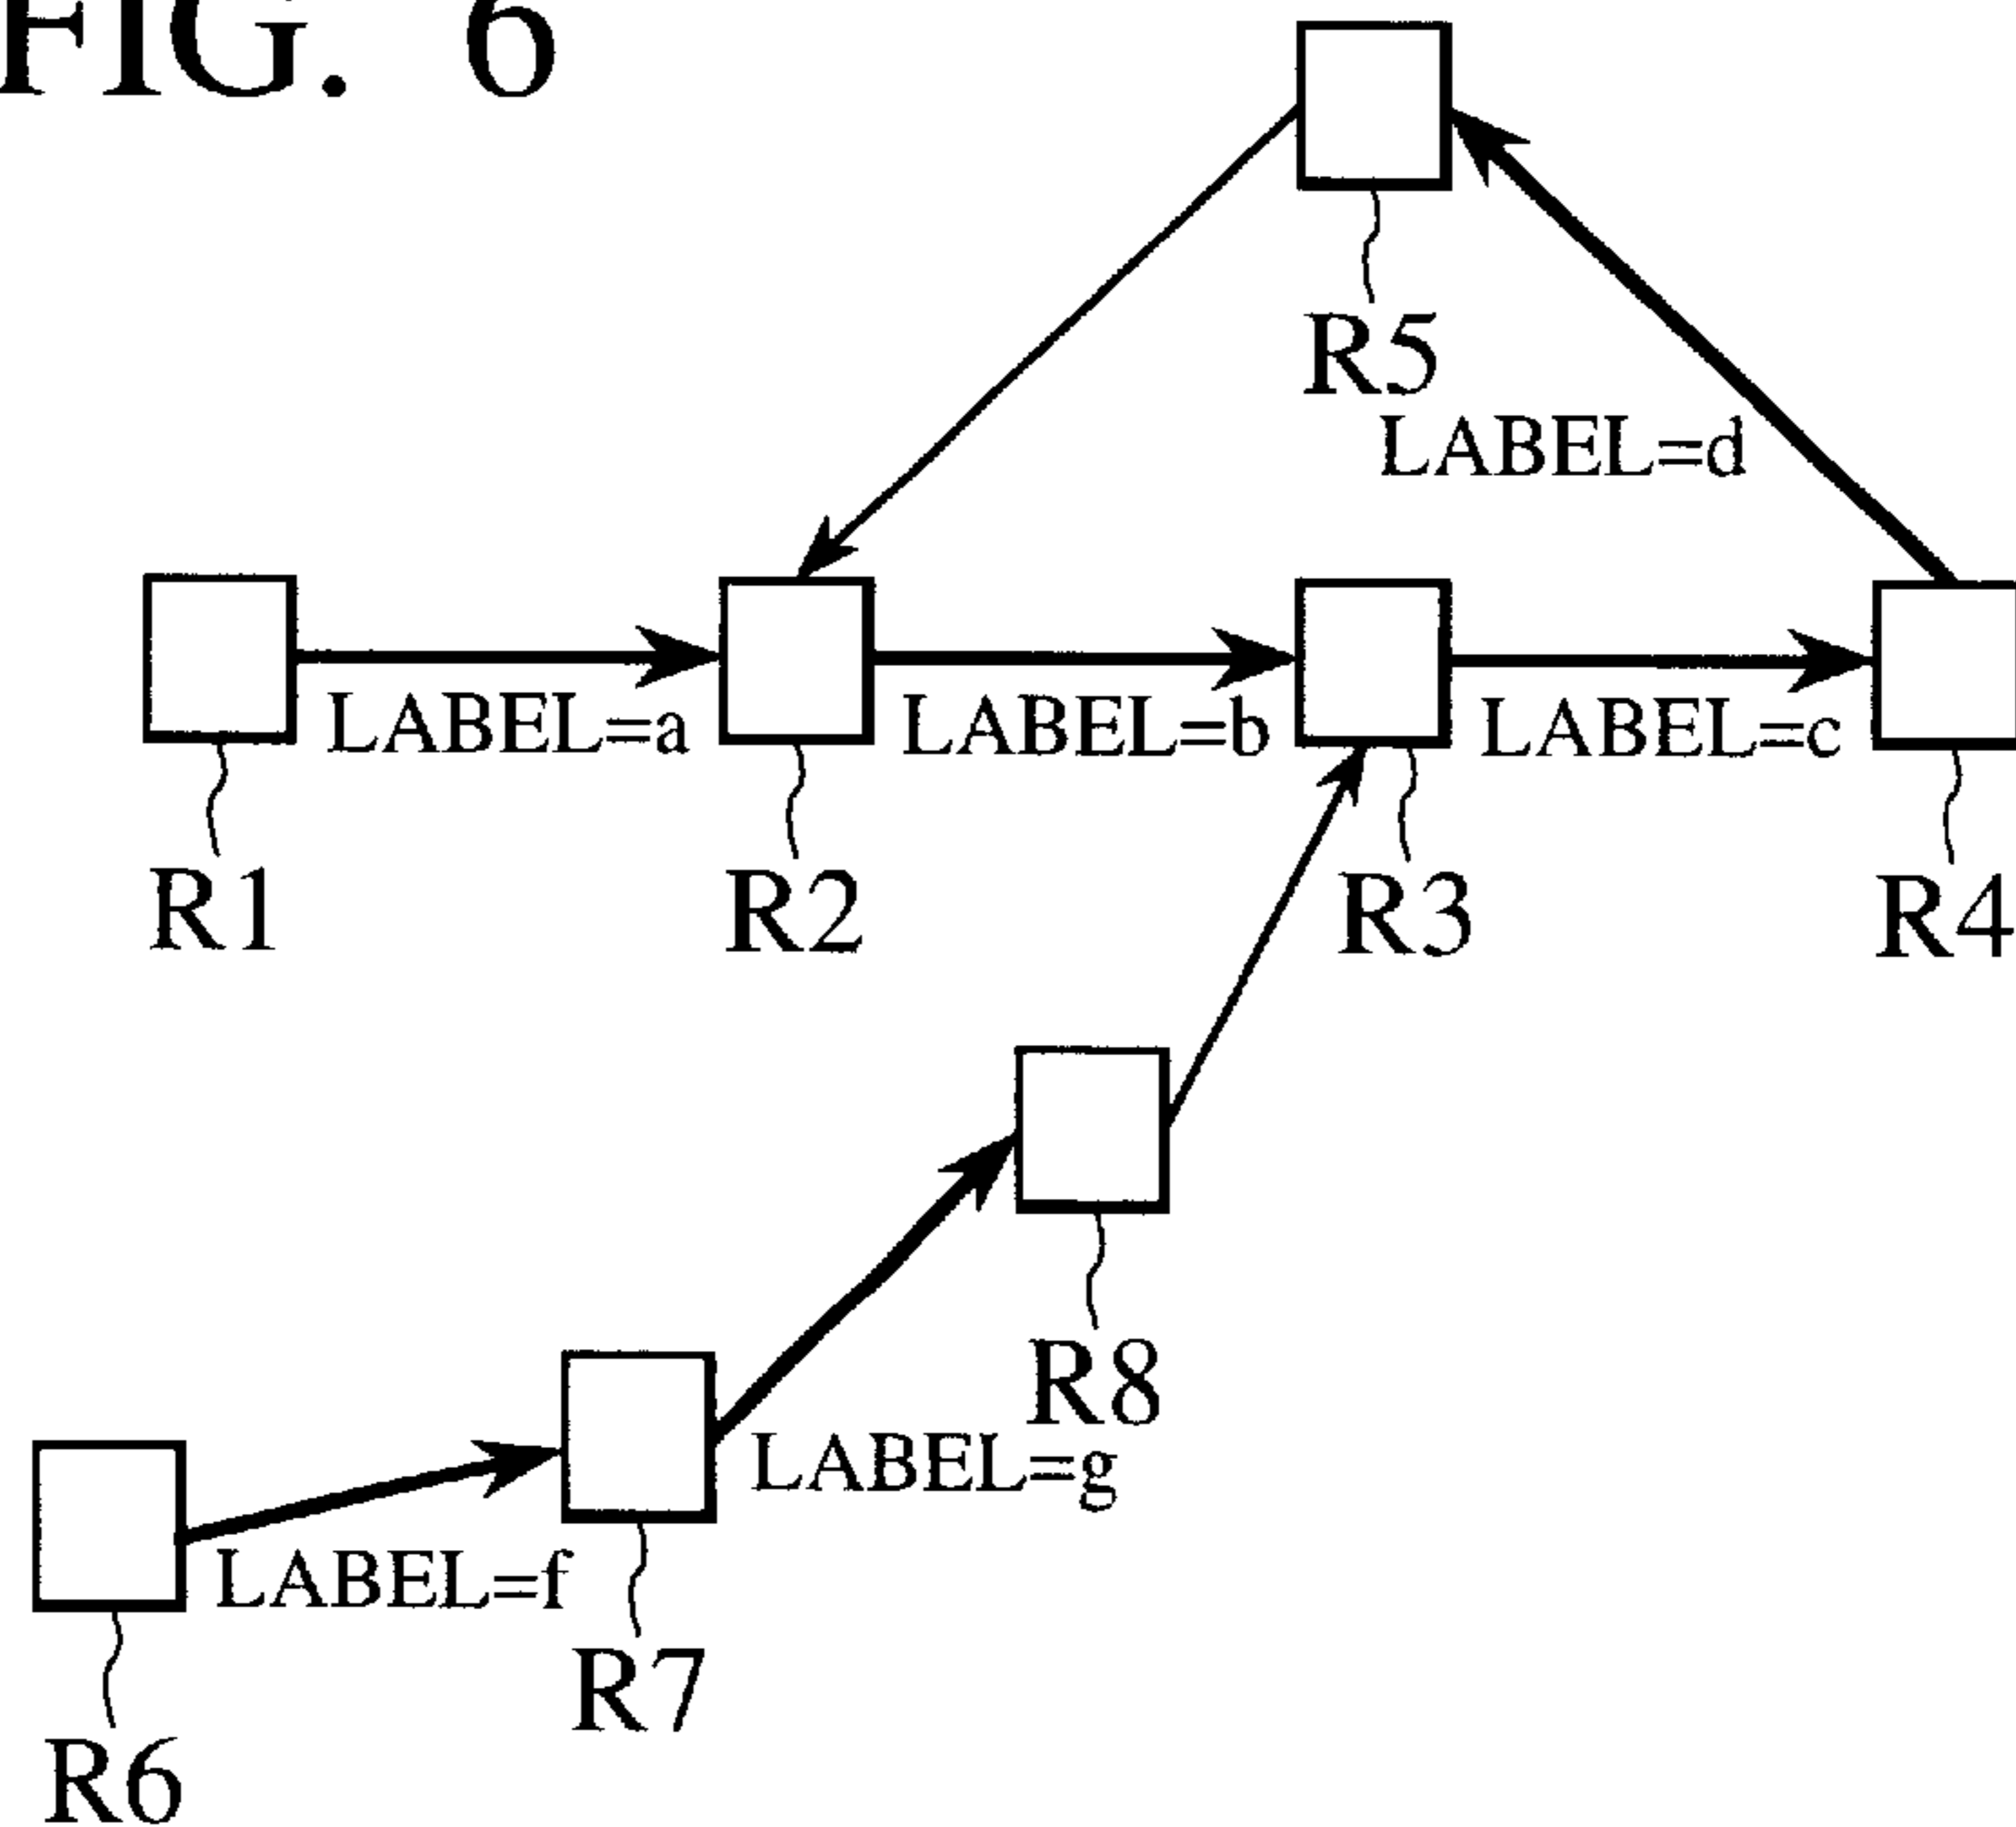 FIG. 6
R5
LABEL=d
LABEL=a
LABEL=b
LABEL=c
R1
R2
R3
R4
R8
LABEL=g
LABEL=f
R7
R6